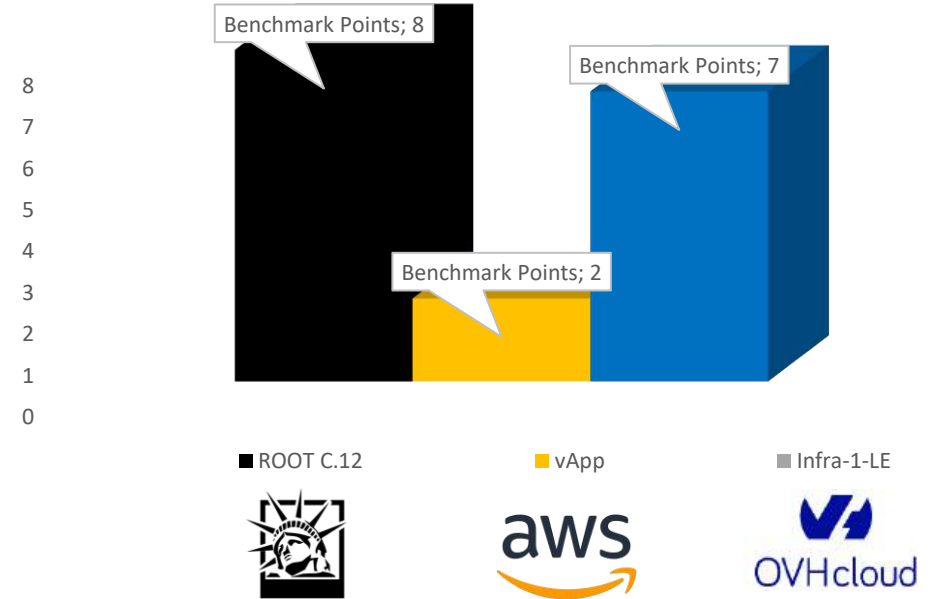 Benchmark Points; 8
Benchmark Points; 7
Benchmark Points; 2
8
7
6
5
4
3
2
1
0
ROOT C.12
vApp
Infra-1-LE
aws
OVHcloud